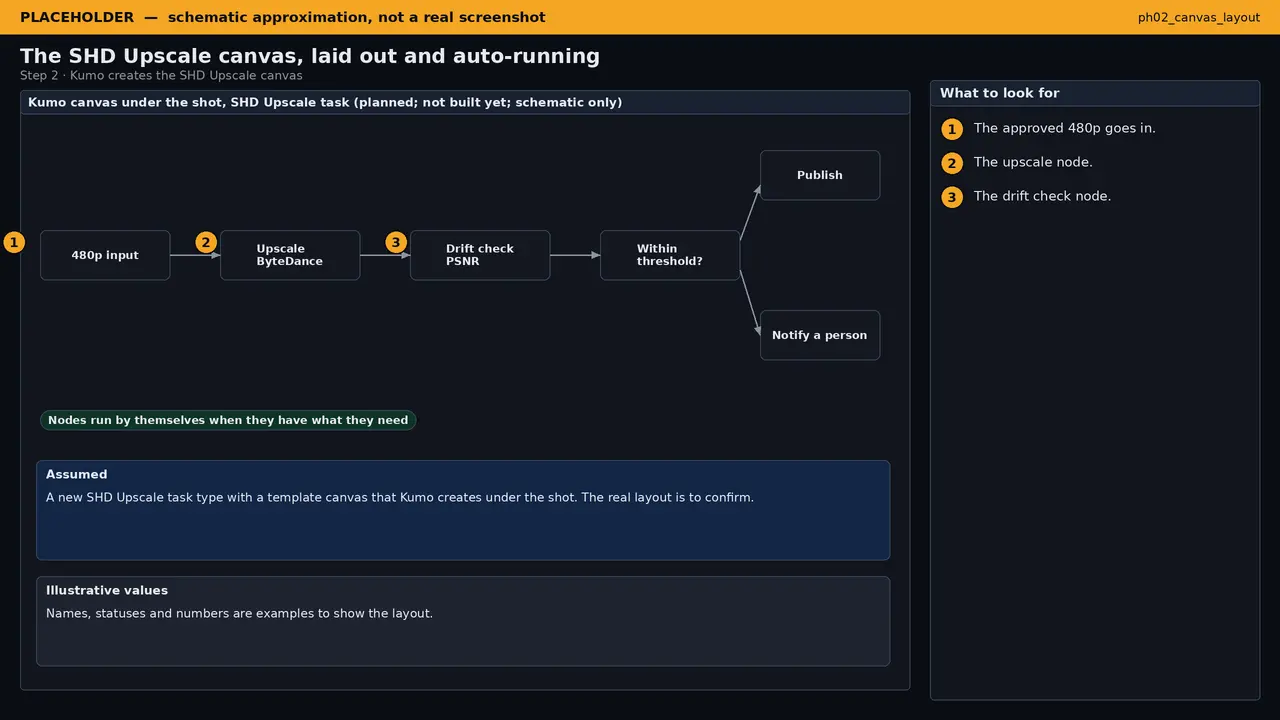 PLACEHOLDER — schematic approximation, not a real screenshot
ph02_canvas_layout
The SHD Upscale canvas, laid out and auto-running
Step 2 · Kumo creates the SHD Upscale canvas
Kumo canvas under the shot, SHD Upscale task (planned; not built yet; schematic only)
1
480p input
2
Upscale
ByteDance
3
Drift check
PSNR
Within
threshold?
Publish
Notify a person
Nodes run by themselves when they have what they need
Assumed
A new SHD Upscale task type with a template canvas that Kumo creates under the shot. The real layout is to confirm.
Illustrative values
Names, statuses and numbers are examples to show the layout.
What to look for
1 The approved 480p goes in.
2 The upscale node.
3 The drift check node.